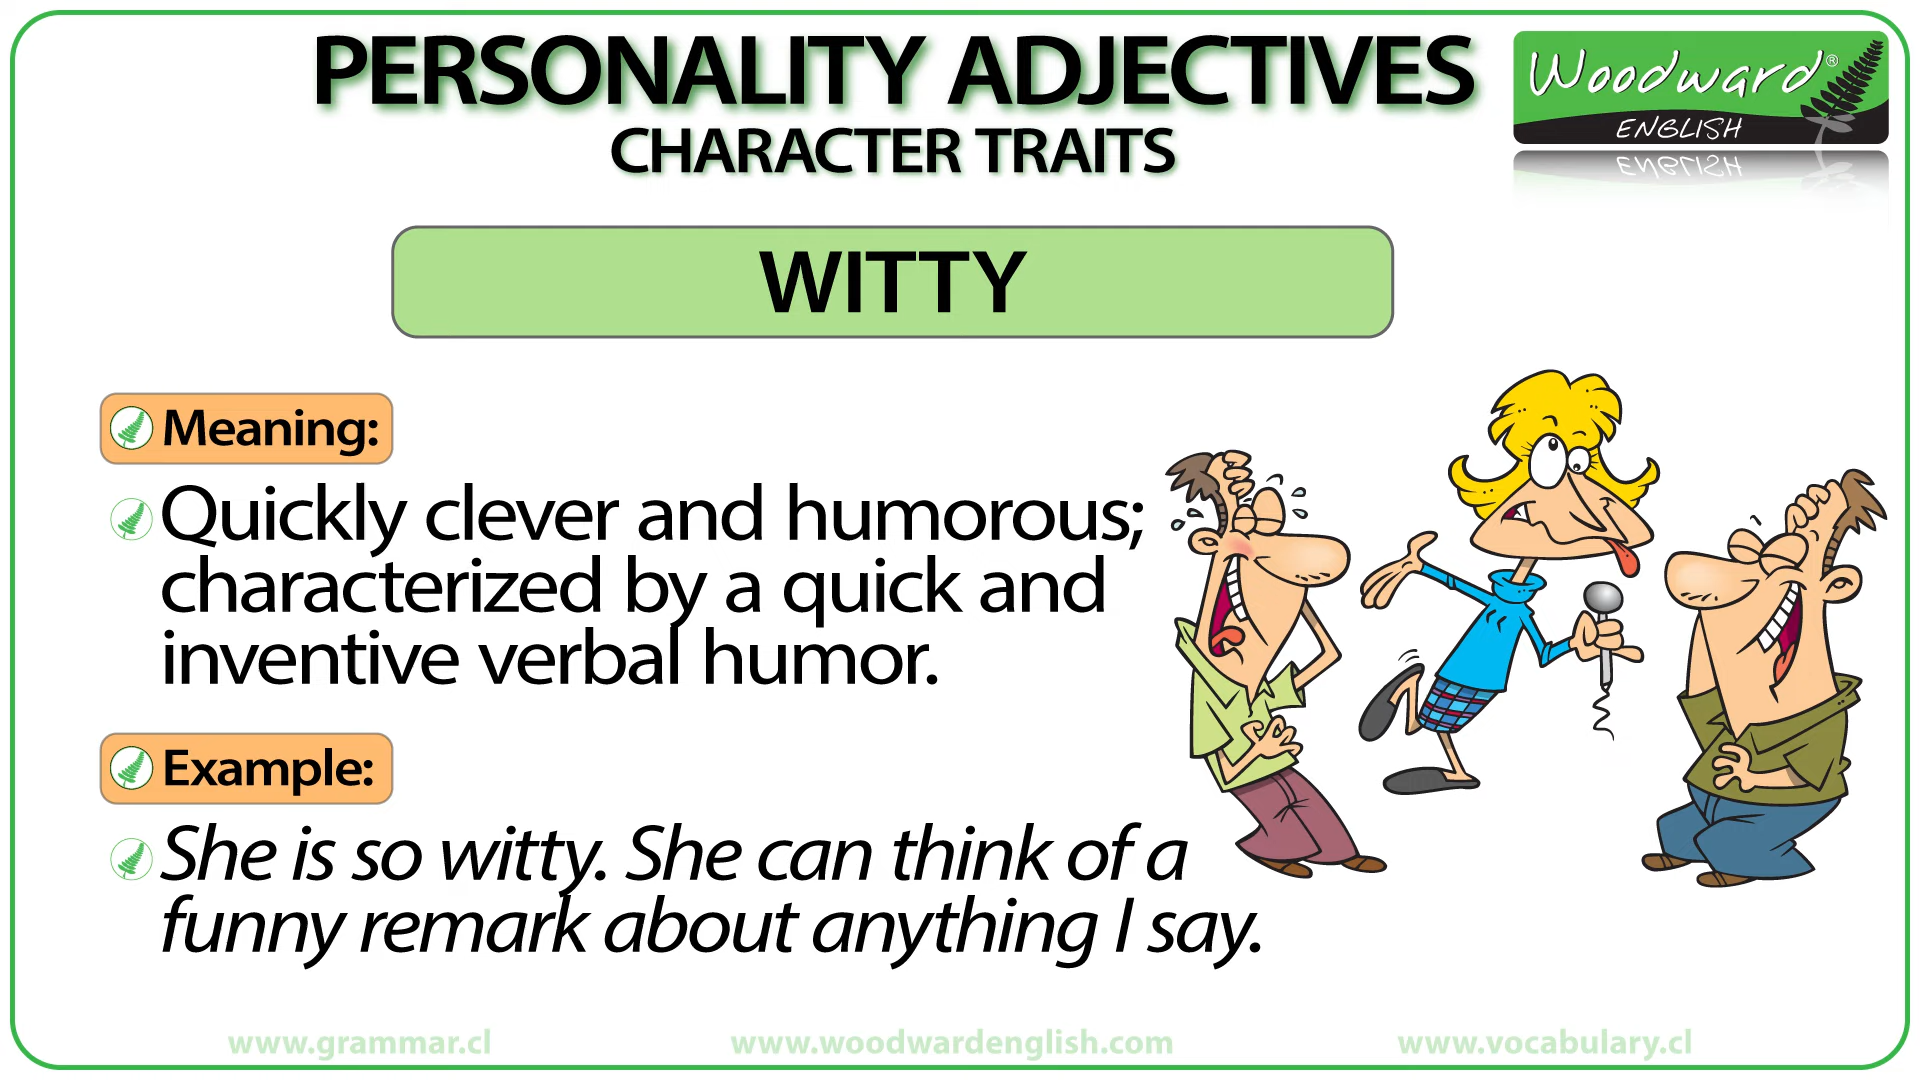 PERSONALITY ADJECTIVES
CHARACTER TRAITS
Woodward®
ENGLISH
WITTY
Meaning:
Quickly clever and humorous;
characterized by a quick and
inventive verbal humor.
Example:
She is so witty. She can think of a
funny remark about anything I say.
www.grammar.cl
www.woodwardenglish.com
www.vocabulary.cl